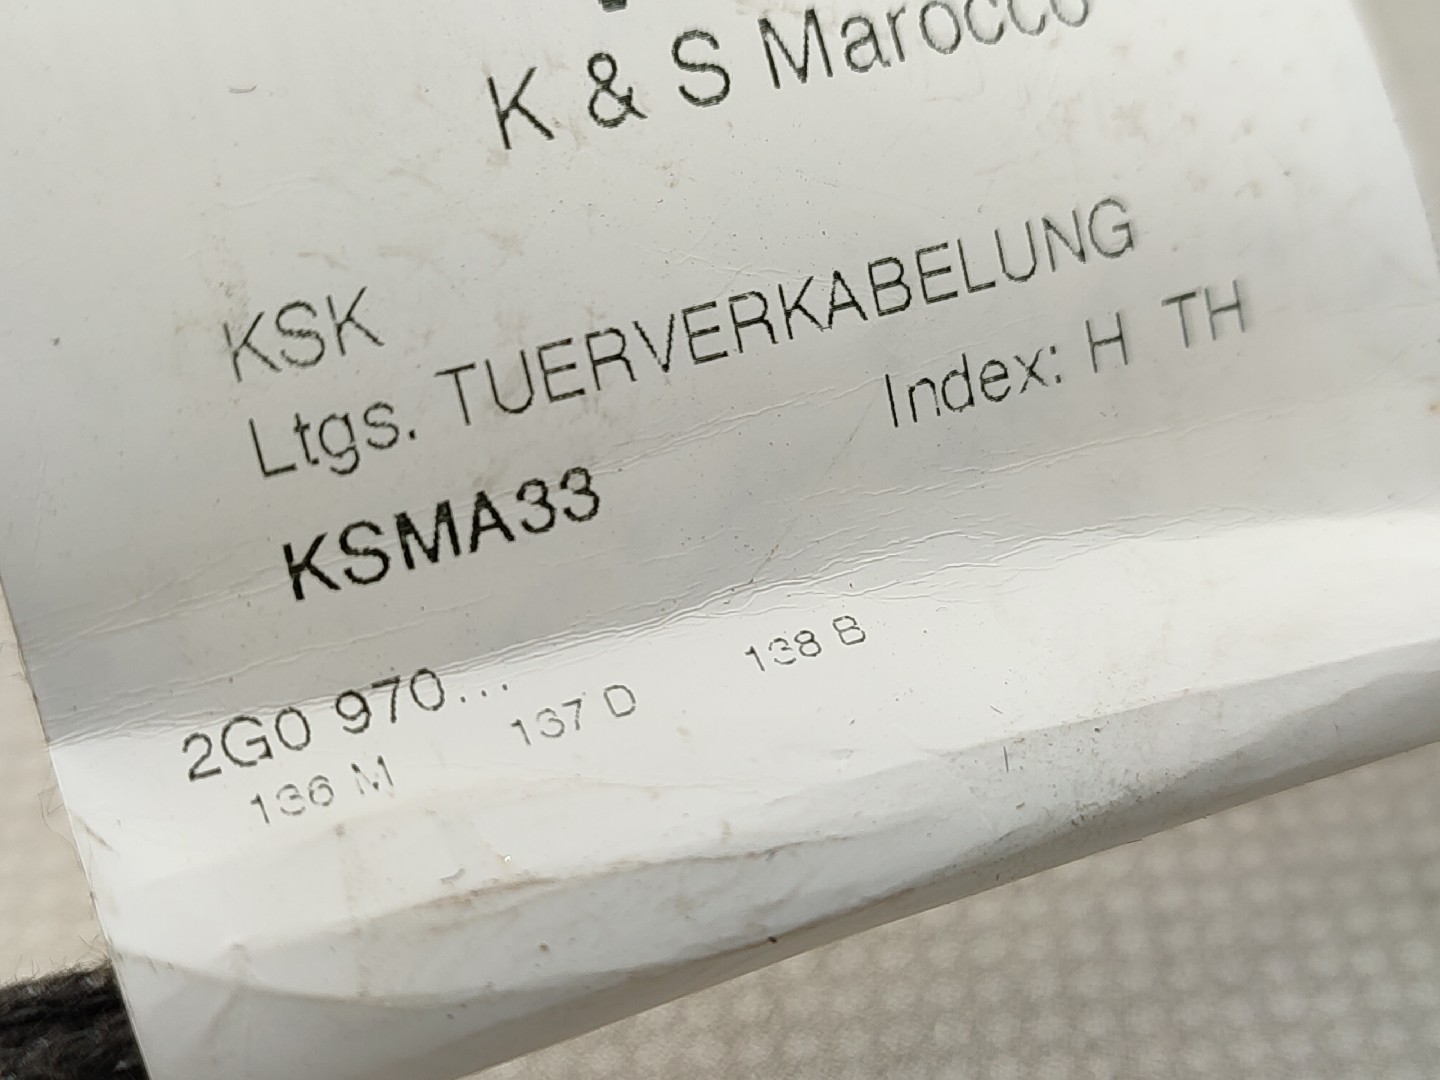 K & S Marocco
KSK
Ltgs. TUERVERKABELUNG
Index: H TH
KSMA33
2G0 970...
136 M 137 D 138 B